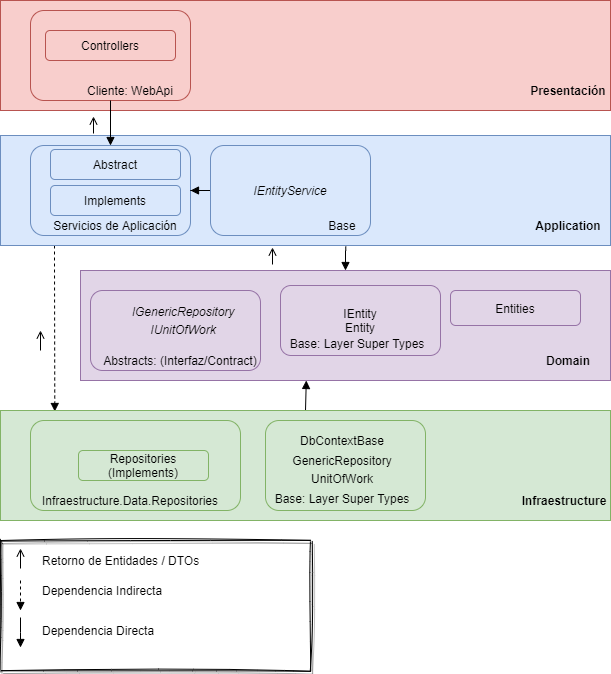 Controllers
Cliente: WebApi
Presentación
Abstract
Implements
Servicios de Aplicación
IEntityService
Base
Application
IGenericRepository
IUnitOfWork
Abstracts: (Interfaz/Contract)
IEntity
Entity
Base: Layer Super Types
Entities
Domain
Repositories
(Implements)
Infraestructure.Data.Repositories
DbContextBase
GenericRepository
UnitOfWork
Base: Layer Super Types
Infraestructure
Retorno de Entidades / DTOs
Dependencia Indirecta
Dependencia Directa